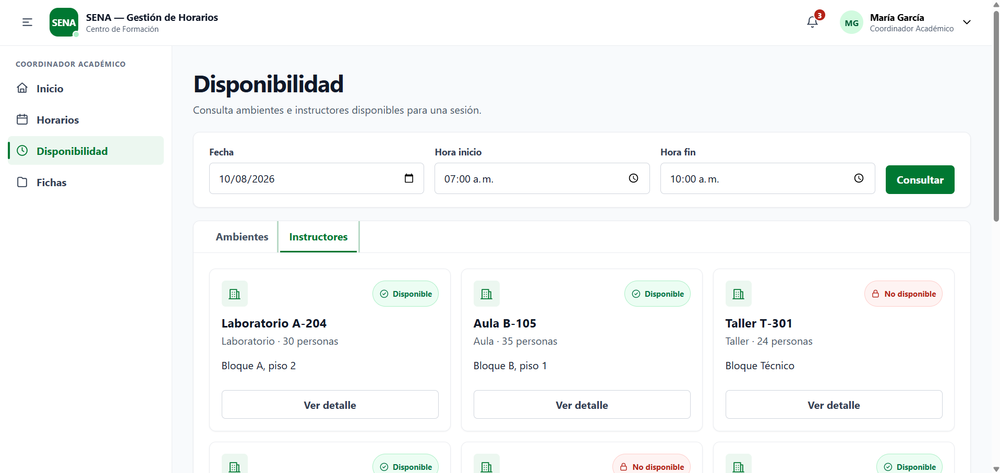 SENA
SENA — Gestión de Horarios
Centro de Formación
3
MG
María García
Coordinador Académico
COORDINADOR ACADÉMICO
Inicio
Horarios
Disponibilidad
Fichas
Disponibilidad
Consulta ambientes e instructores disponibles para una sesión.
Fecha
Hora inicio
Hora fin
10/08/2026
07:00 a. m.
10:00 a. m.
Consultar
Ambientes
Instructores
Disponible
Laboratorio A-204
Laboratorio · 30 personas
Bloque A, piso 2
Ver detalle
Disponible
Aula B-105
Aula · 35 personas
Bloque B, piso 1
Ver detalle
No disponible
Taller T-301
Taller · 24 personas
Bloque Técnico
Ver detalle
Disponible
No disponible
Disponible